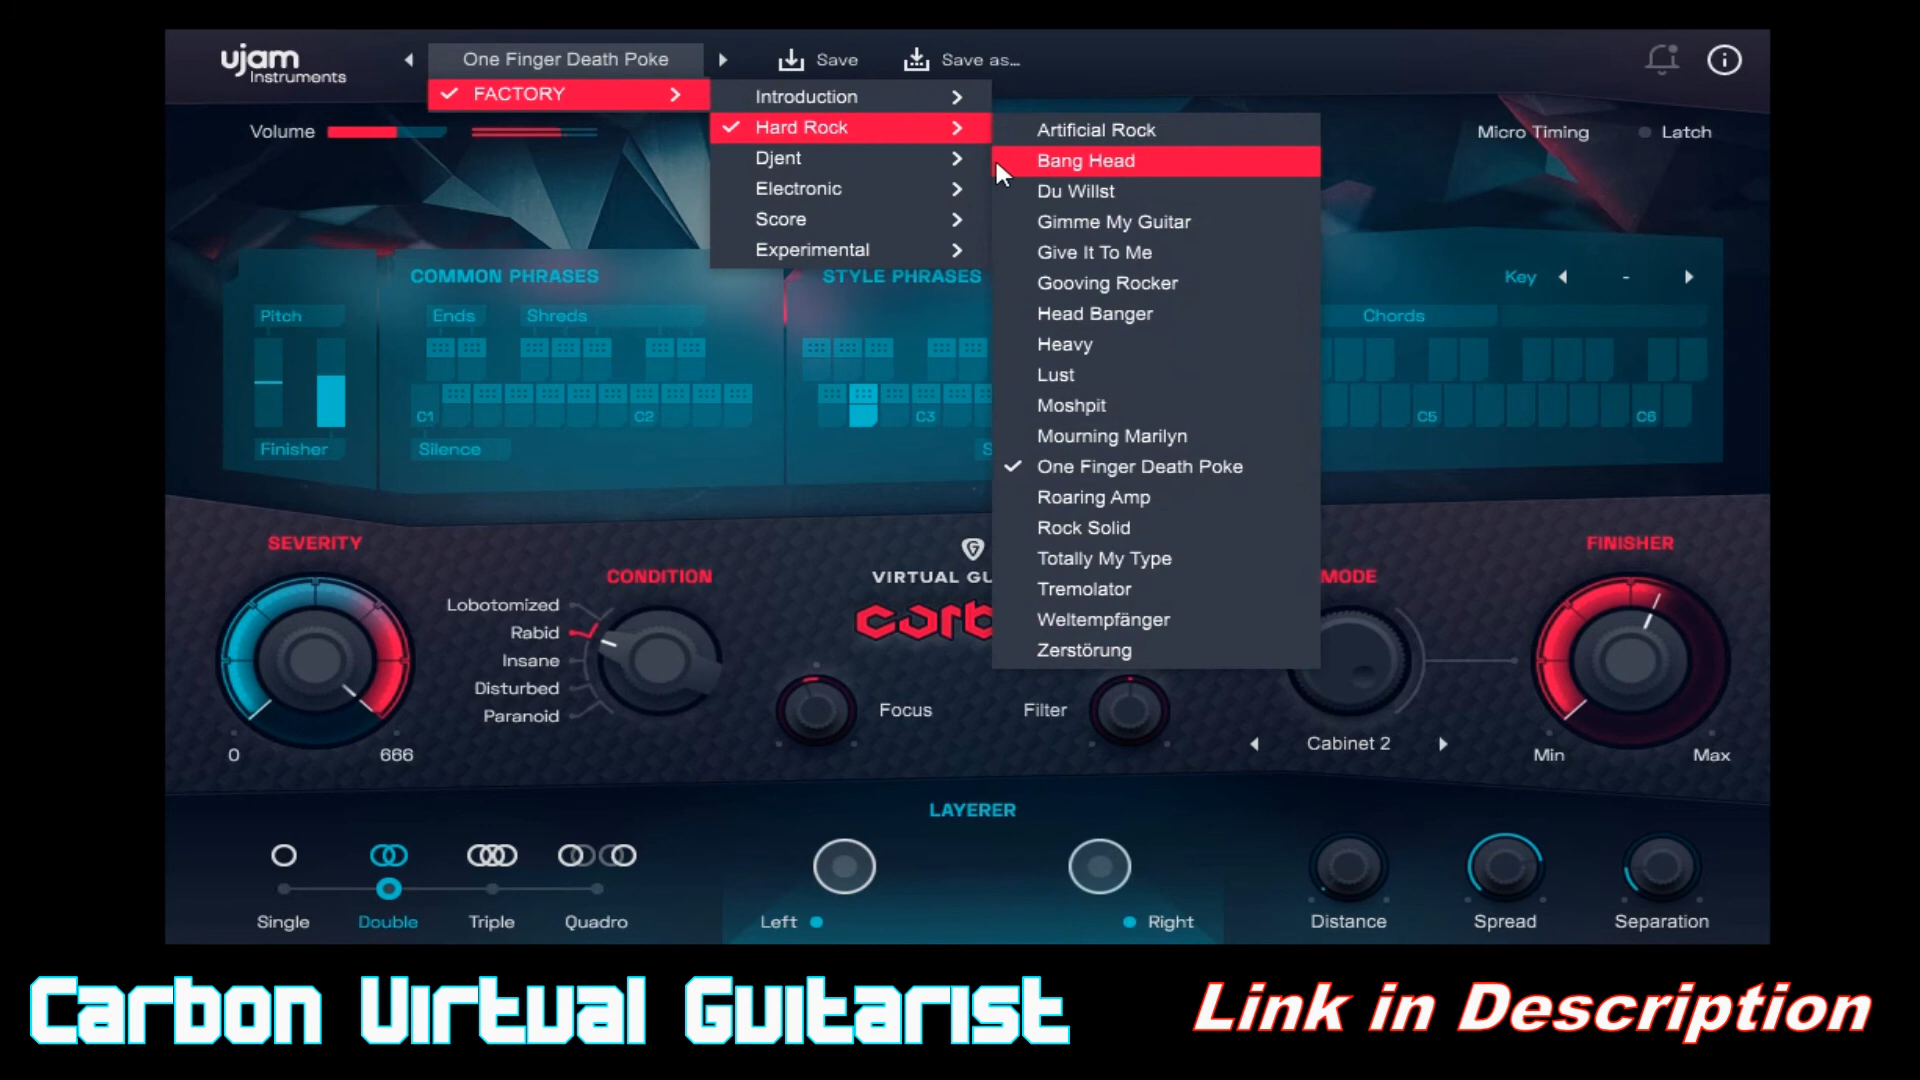 ujam
Instruments
One Finger Death Poke
Save
Save as...
FACTORY
Introduction
Hard Rock
Djent
Electronic
Score
Experimental
Artificial Rock
Bang Head
Du Willst
Gimme My Guitar
Give It To Me
Gooving Rocker
Head Banger
Heavy
Lust
Moshpit
Mourning Marilyn
One Finger Death Poke
Roaring Amp
Rock Solid
Totally My Type
Tremolator
Weltempfänger
Zerstörung
Volume
Micro Timing
Latch
COMMON PHRASES
STYLE PHRASES
Key
-
Pitch
Ends
Shreds
Chords
C1
C2
C3
C5
C6
Finisher
Silence
S
SEVERITY
0
666
CONDITION
Lobotomized
Rabid
Insane
Disturbed
Paranoid
VIRTUAL GU
carb
Focus
Filter
MODE
Cabinet 2
FINISHER
Min
Max
LAYERER
Single
Double
Triple
Quadro
Left
Right
Distance
Spread
Separation
Carbon Virtual Guitarist
Link in Description